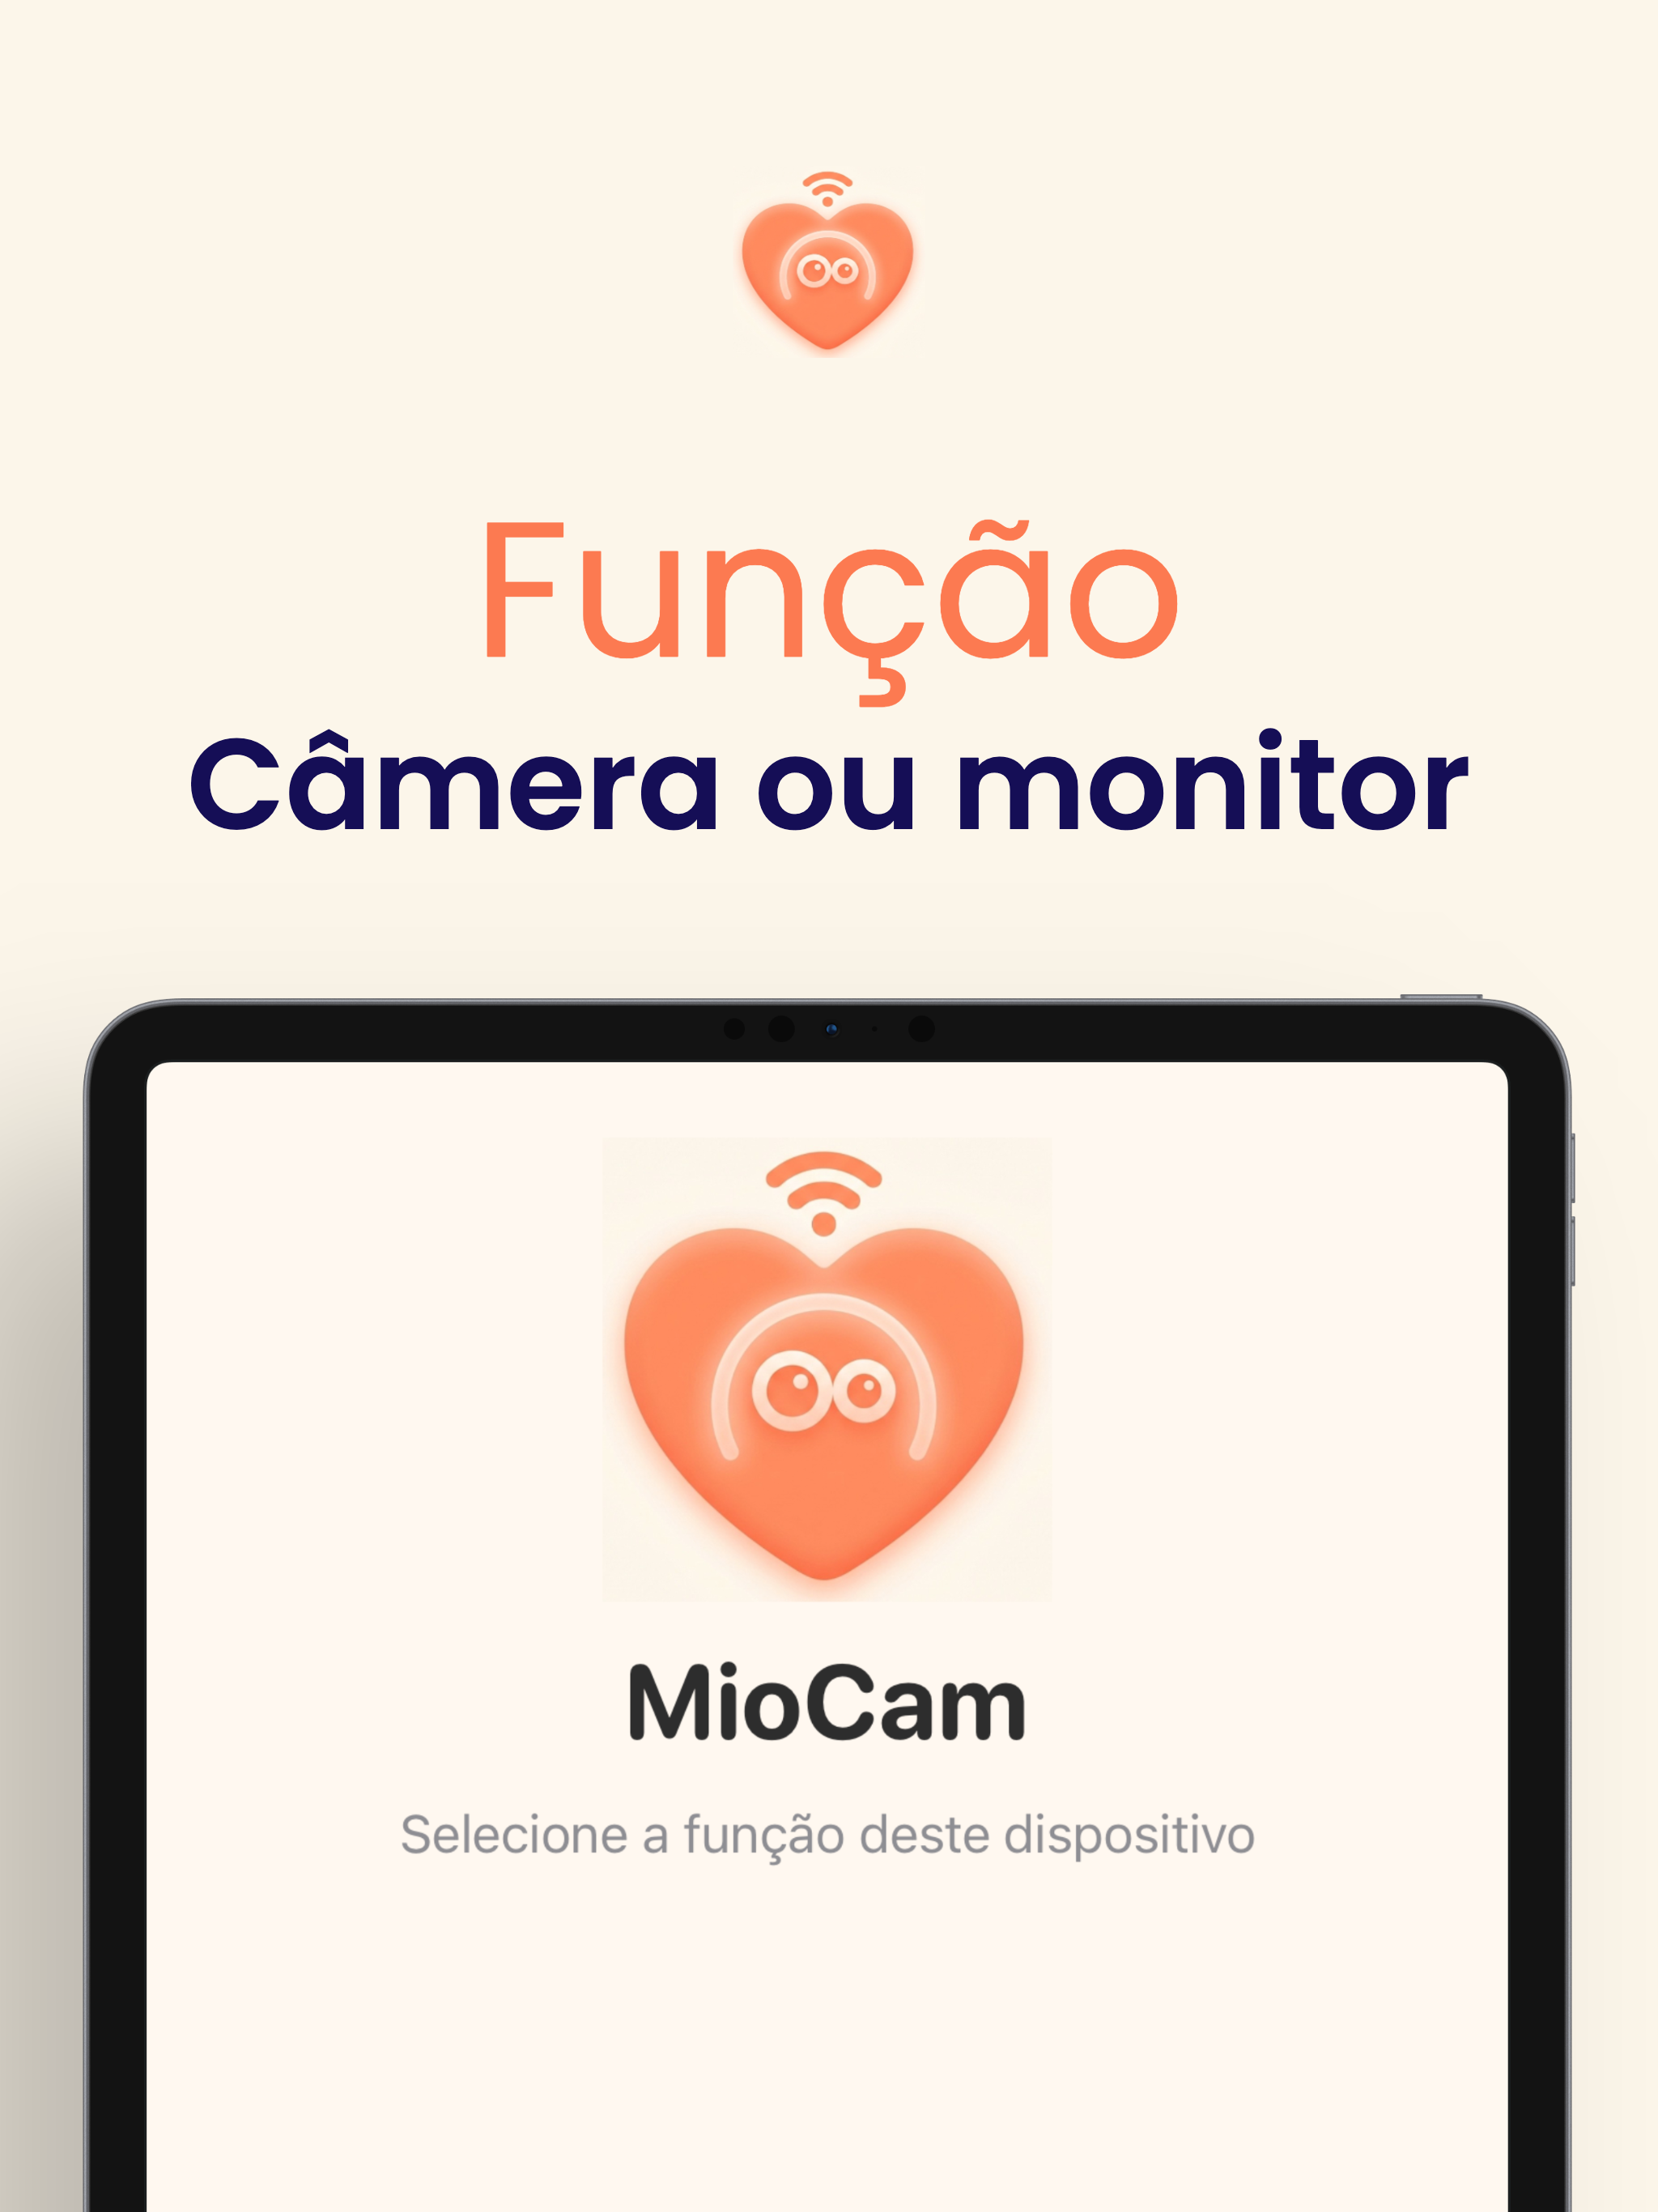 Função
Câmera ou monitor
MioCam
Selecione a função deste dispositivo